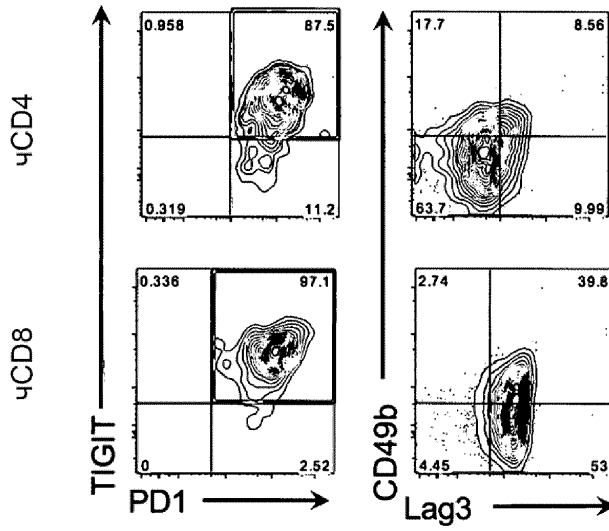 TIGIT
CD49b
чCD4
0.958 87.5
0.319 11.2
17.7 8.56
63.7 9.99
чCD8
0.336 97.1
0 2.52
2.74 39.8
4.45 53
PD1
Lag3